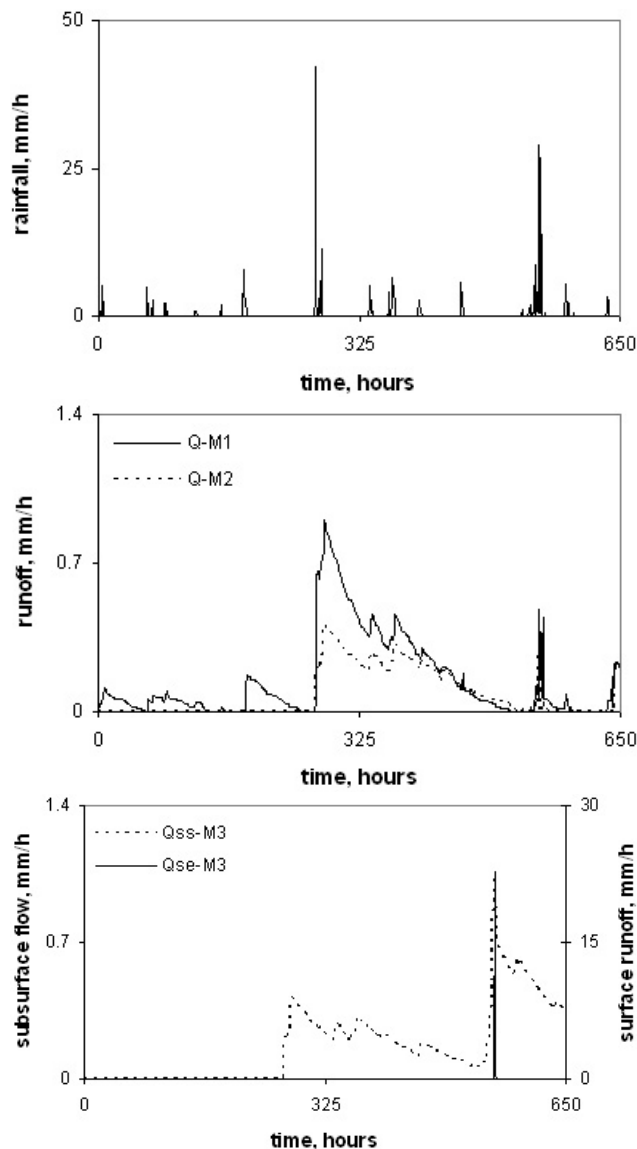 50
rainfall, mm/h
25
0
0
325
650
time, hours
1.4
Q-M1
Q-M2
runoff, mm/h
0.7
0
0
325
650
time, hours
1.4
30
Qss-M3
Qse-M3
subsurface flow, mm/h
surface runoff, mm/h
0.7
15
0
0
0
325
650
time, hours